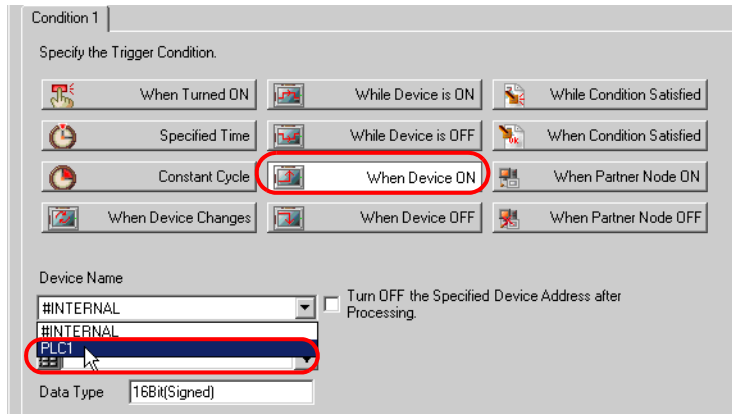 Condition 1
Specify the Trigger Condition.
When Turned ON
While Device is ON
While Condition Satisfied
Specified Time
While Device is OFF
When Condition Satisfied
Constant Cycle
When Device ON
When Partner Node ON
When Device Changes
When Device OFF
When Partner Node OFF
Device Name
#INTERNAL
Turn OFF the Specified Device Address after
Processing.
#INTERNAL
PLC1
Data Type 16Bit(Signed)